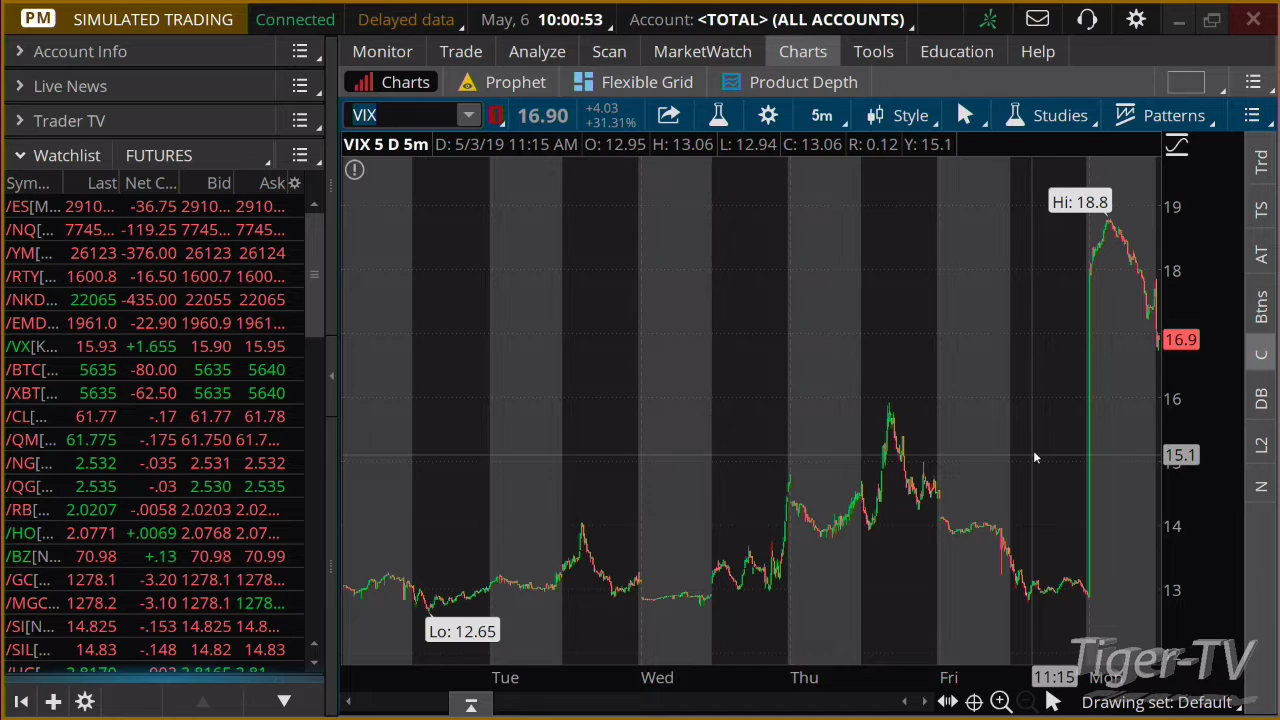 PM SIMULATED TRADING Connected Delayed data May, 6 10:00:53 Account: <TOTAL> (ALL ACCOUNTS)
Account Info
Live News
Trader TV
Watchlist FUTURES
Sym... Last Net C... Bid Ask
/ES[M... 2910... -36.75 2910... 2910...
/NQ[... 7745... -119.25 7745... 7745...
/YM[... 26123 -376.00 26123 26124
/RTY[... 1600.8 -16.50 1600.7 1600...
/NKD... 22065 -435.00 22055 22065
/EMD... 1961.0 -22.90 1960.9 1961...
/VX[K... 15.93 +1.655 15.90 15.95
/BTC[... 5635 -80.00 5635 5640
/XBT[... 5635 -62.50 5635 5640
/CL[... 61.77 -.17 61.77 61.78
/QM[... 61.775 -.175 61.750 61.7...
/NG[... 2.532 -.035 2.531 2.532
/QG[... 2.535 -.03 2.530 2.535
/RB[... 2.0207 -.0058 2.0203 2.02...
/HO[... 2.0771 +.0069 2.0768 2.07...
/BZ[N... 70.98 +.13 70.98 70.99
/GC[... 1278.1 -3.20 1278.1 1278...
/MGC... 1278.2 -3.10 1278.1 1278...
/SI[N... 14.825 -.153 14.825 14.8...
/SIL[... 14.83 -.148 14.82 14.83
Monitor Trade Analyze Scan MarketWatch Charts Tools Education Help
Charts Prophet Flexible Grid Product Depth
VIX 16.90 +4.03 +31.31% 5m Style Studies Patterns
VIX 5 D 5m D: 5/3/19 11:15 AM O: 12.95 H: 13.06 L: 12.94 C: 13.06 R: 0.12 Y: 15.1
Hi: 18.8
19
18
16.9
16
15.1
14
13
Lo: 12.65
Tue Wed Thu Fri 11:15 Mon
Tiger-TV
Drawing set: Default
Trd
TS
AT
Btns
C
DB
L2
N